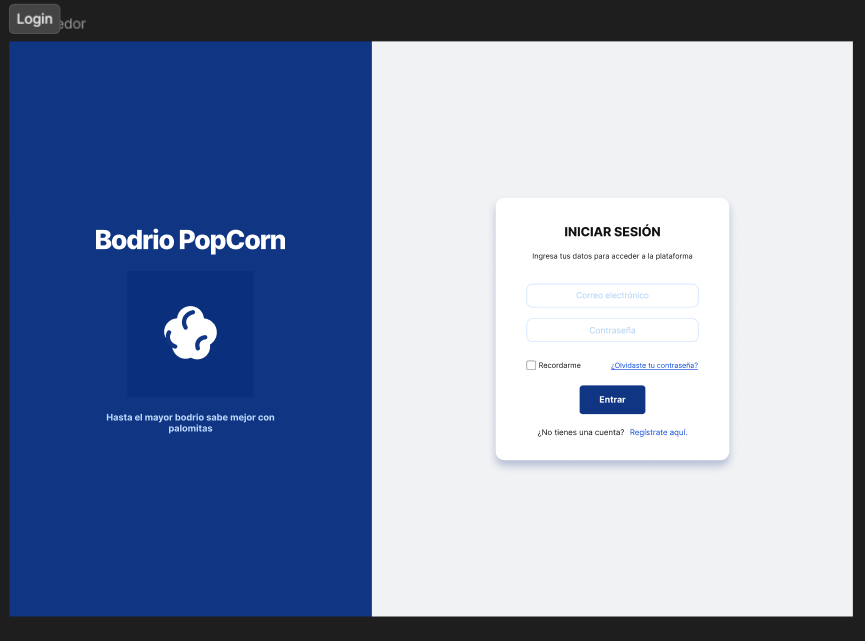 Login
edor
Bodrio PopCorn
Hasta el mayor bodrio sabe mejor con
palomitas
INICIAR SESIÓN
Ingresa tus datos para acceder a la plataforma
Correo electrónico
Contraseña
Recordarme
¿Olvidaste tu contraseña?
Entrar
¿No tienes una cuenta? Regístrate aquí.